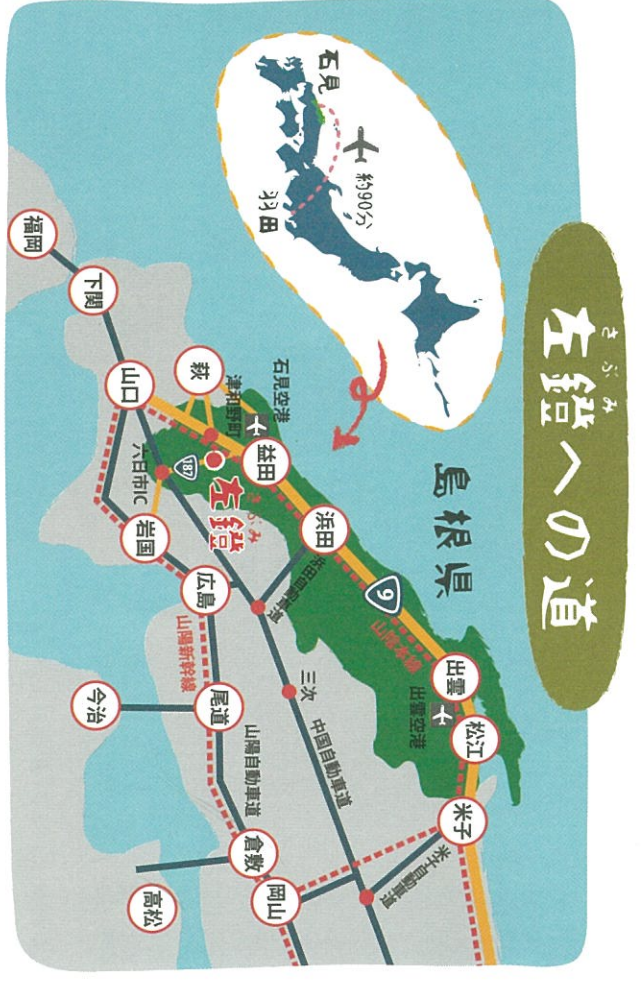 さぶみ
左鐙への道
石見
約90分
羽田
島根県
出雲
松江
米子
出雲空港
9
山陰本線
米子自動車道
浜田
浜田自動車道
石見空港
益田
萩
津和野町
さぶみ
左鐙
187
六日市IC
三次
中国自動車道
山口
下関
福岡
岩国
広島
山陽新幹線
尾道
山陽自動車道
倉敷
岡山
今治
高松